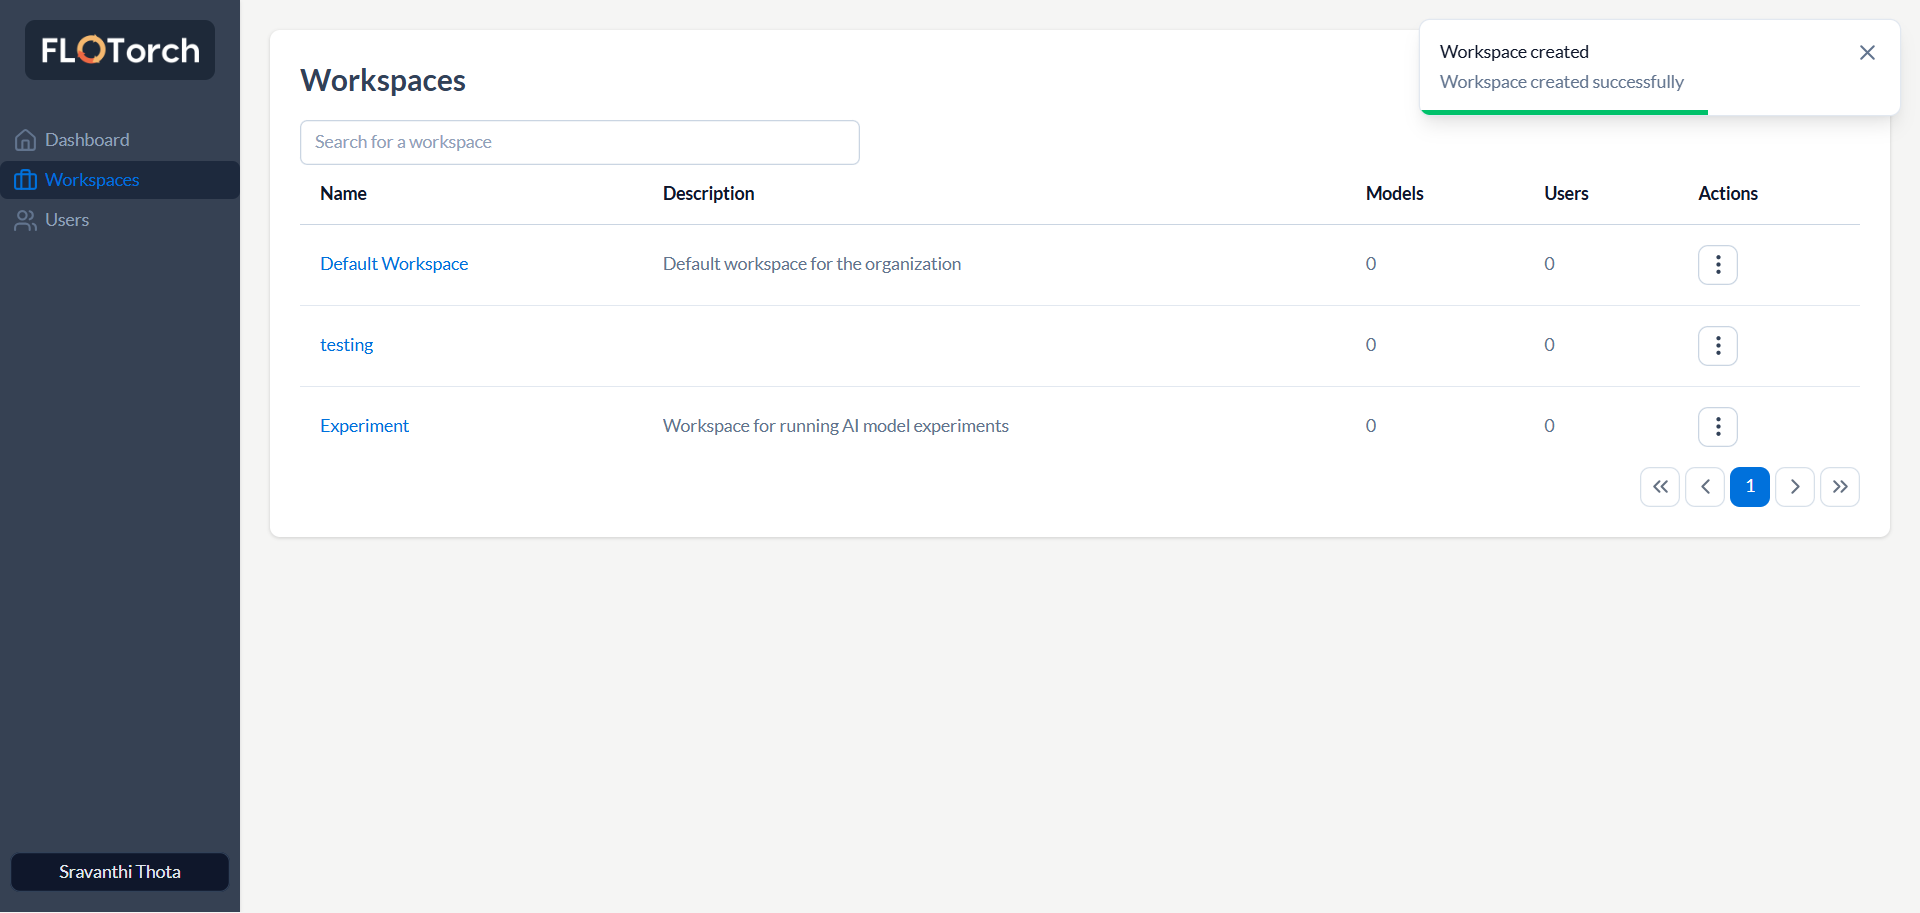 FLOTorch
Dashboard
Workspaces
Users
Sravanthi Thota
Workspaces
Search for a workspace
Name Description Models Users Actions
Default Workspace Default workspace for the organization 0 0
testing 0 0
Experiment Workspace for running AI model experiments 0 0
1
Workspace created
Workspace created successfully